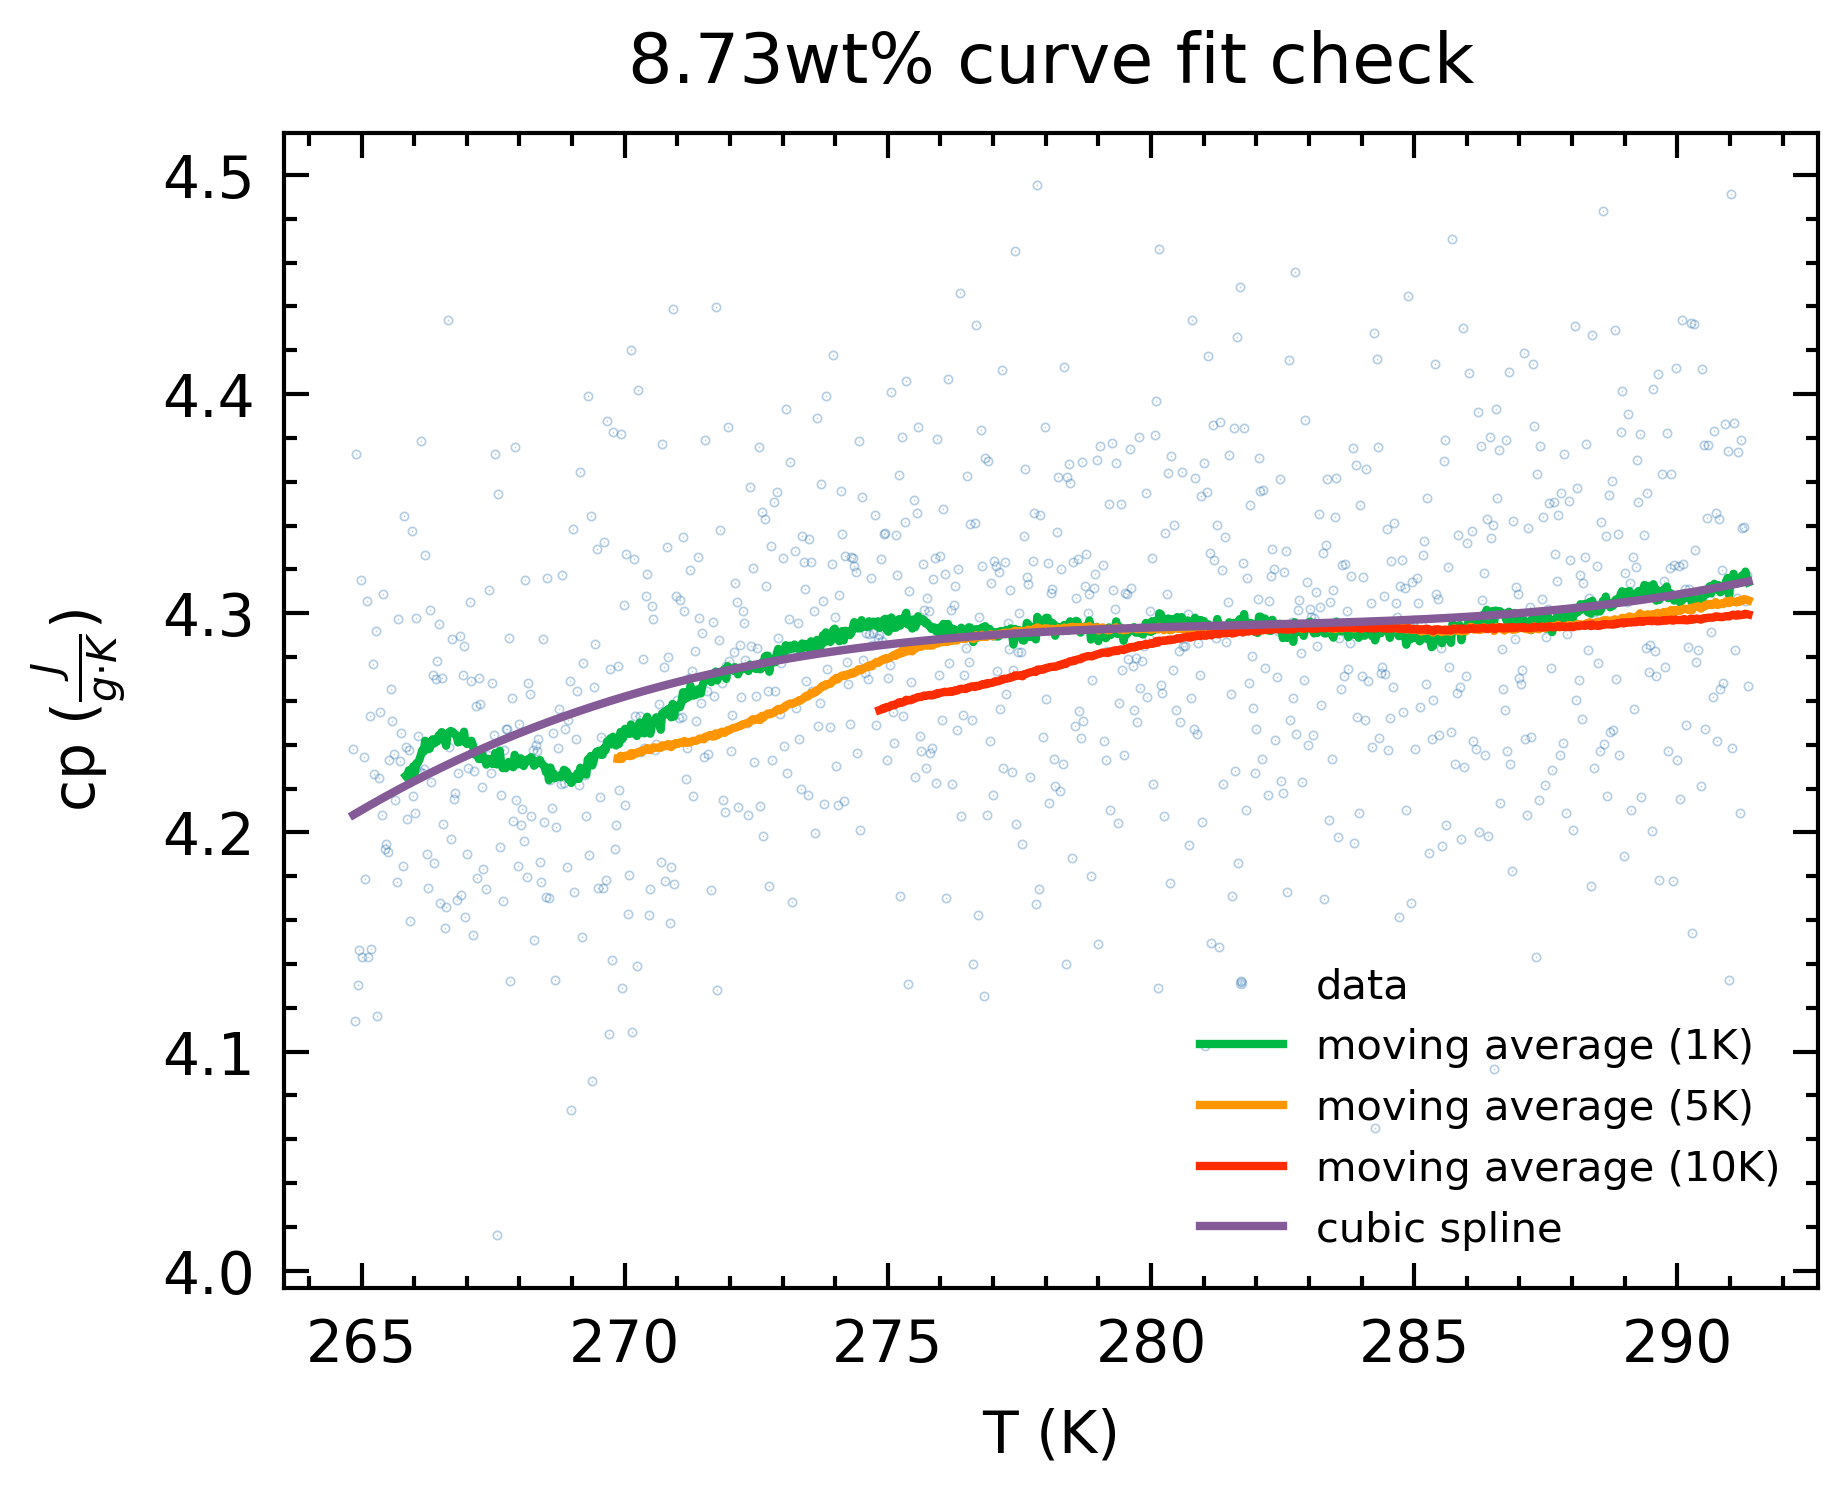 8.73wt% curve fit check
4.5
4.4
4.3
4.2
4.1
4.0
cp (J/g·K)
265 270 275 280 285 290
T (K)
data
moving average (1K)
moving average (5K)
moving average (10K)
cubic spline